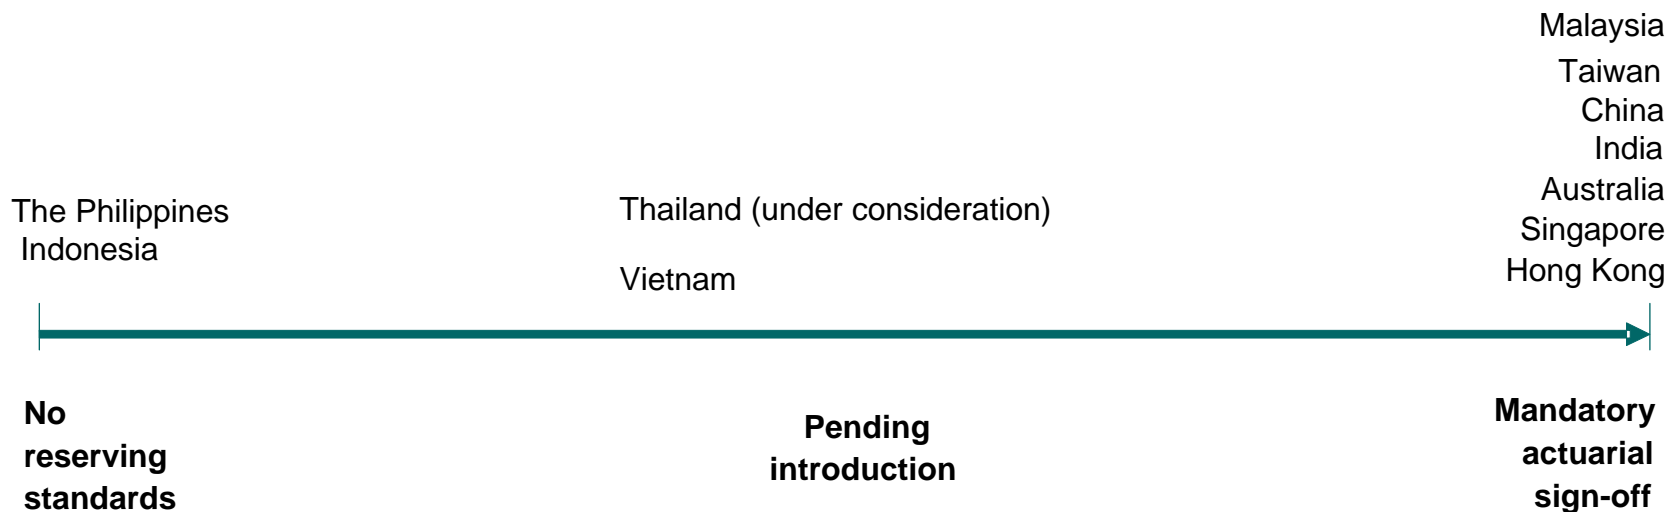 Malaysia
Taiwan
China
India
Australia
Singapore
Hong Kong
The Philippines
Indonesia
Thailand (under consideration)
Vietnam
No
reserving
standards
Pending
introduction
Mandatory
actuarial
sign-off